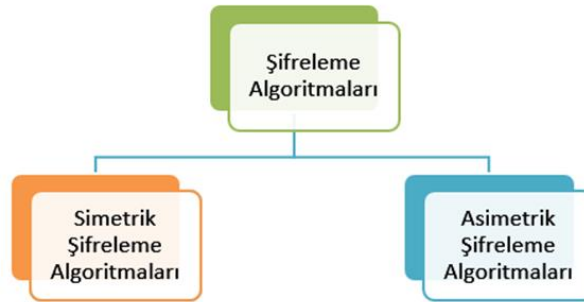 Şifreleme
Algoritmaları
Simetrik
Şifreleme
Algoritmaları
Asimetrik
Şifreleme
Algoritmaları